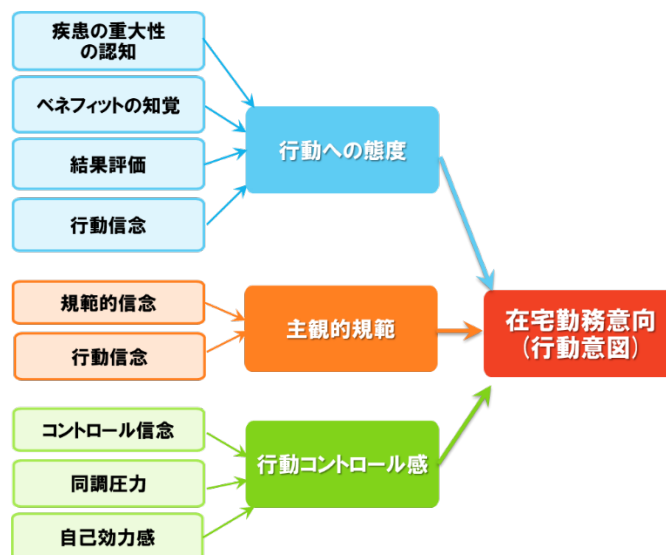 疾患の重大性
の認知
ベネフィットの知覚
結果評価
行動信念
行動への態度
規範的信念
行動信念
主観的規範
在宅勤務意向
(行動意図)
コントロール信念
同調圧力
自己効力感
行動コントロール感